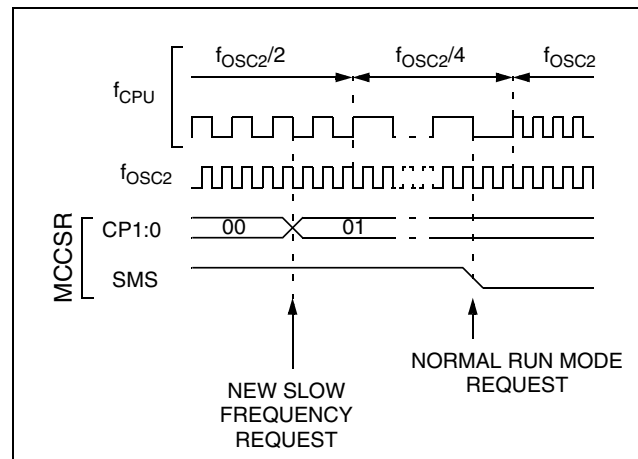 fOSC2/2 fOSC2/4 fOSC2
fCPU
fOSC2
MCCSR
CP1:0 00 01
SMS
NEW SLOW
FREQUENCY
REQUEST
NORMAL RUN MODE
REQUEST